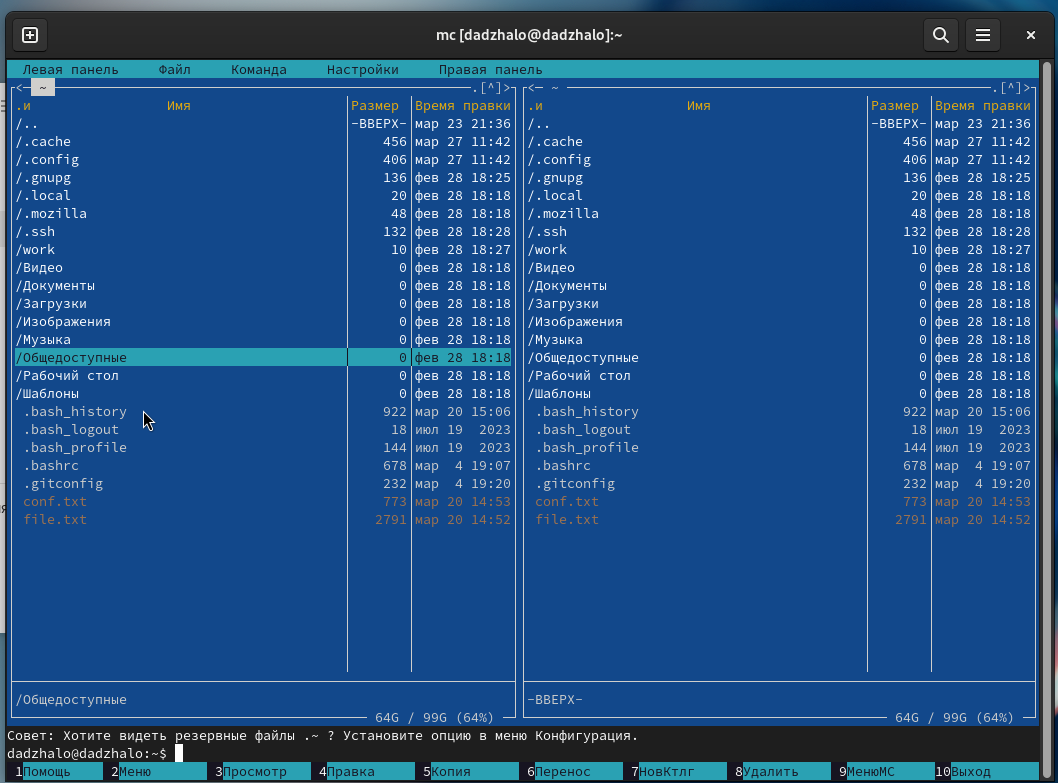 mc [dadzhalo@dadzhalo]:~
Левая панель Файл Команда Настройки Правая панель
<─ ~ .[^]> <─ ~ .[^]>
.и Имя Размер Время правки .и Имя Размер Время правки
/.. -ВВЕРХ- мар 23 21:36 /.. -ВВЕРХ- мар 23 21:36
/.cache 456 мар 27 11:42 /.cache 456 мар 27 11:42
/.config 406 мар 27 11:42 /.config 406 мар 27 11:42
/.gnupg 136 фев 28 18:25 /.gnupg 136 фев 28 18:25
/.local 20 фев 28 18:18 /.local 20 фев 28 18:18
/.mozilla 48 фев 28 18:18 /.mozilla 48 фев 28 18:18
/.ssh 132 фев 28 18:28 /.ssh 132 фев 28 18:28
/work 10 фев 28 18:27 /work 10 фев 28 18:27
/Видео 0 фев 28 18:18 /Видео 0 фев 28 18:18
/Документы 0 фев 28 18:18 /Документы 0 фев 28 18:18
/Загрузки 0 фев 28 18:18 /Загрузки 0 фев 28 18:18
/Изображения 0 фев 28 18:18 /Изображения 0 фев 28 18:18
/Музыка 0 фев 28 18:18 /Музыка 0 фев 28 18:18
/Общедоступные 0 фев 28 18:18 /Общедоступные 0 фев 28 18:18
/Рабочий стол 0 фев 28 18:18 /Рабочий стол 0 фев 28 18:18
/Шаблоны 0 фев 28 18:18 /Шаблоны 0 фев 28 18:18
.bash_history 922 мар 20 15:06 .bash_history 922 мар 20 15:06
.bash_logout 18 июл 19 2023 .bash_logout 18 июл 19 2023
.bash_profile 144 июл 19 2023 .bash_profile 144 июл 19 2023
.bashrc 678 мар 4 19:07 .bashrc 678 мар 4 19:07
.gitconfig 232 мар 4 19:20 .gitconfig 232 мар 4 19:20
conf.txt 773 мар 20 14:53 conf.txt 773 мар 20 14:53
file.txt 2791 мар 20 14:52 file.txt 2791 мар 20 14:52
/Общедоступные -ВВЕРХ-
64G / 99G (64%) 64G / 99G (64%)
Совет: Хотите видеть резервные файлы .~ ? Установите опцию в меню Конфигурация.
dadzhalo@dadzhalo:~$
1Помощь 2Меню 3Просмотр 4Правка 5Копия 6Перенос 7НовКтлг 8Удалить 9МенюМС 10Выход